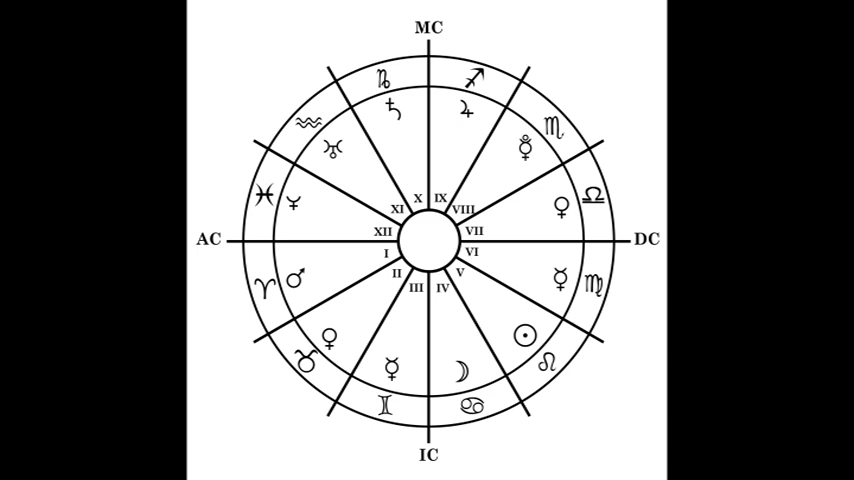 MC
♑ ♐
♄ ♃
♒ ♏
♅ ♇
♓ ♆ ♀ ♎
X IX
XI VIII
XII VII
AC DC
I VI
II V
III IV
♈ ♂ ☿ ♍
♀ ☉
♉ ♌
☿ ☽
♊ ♋
IC